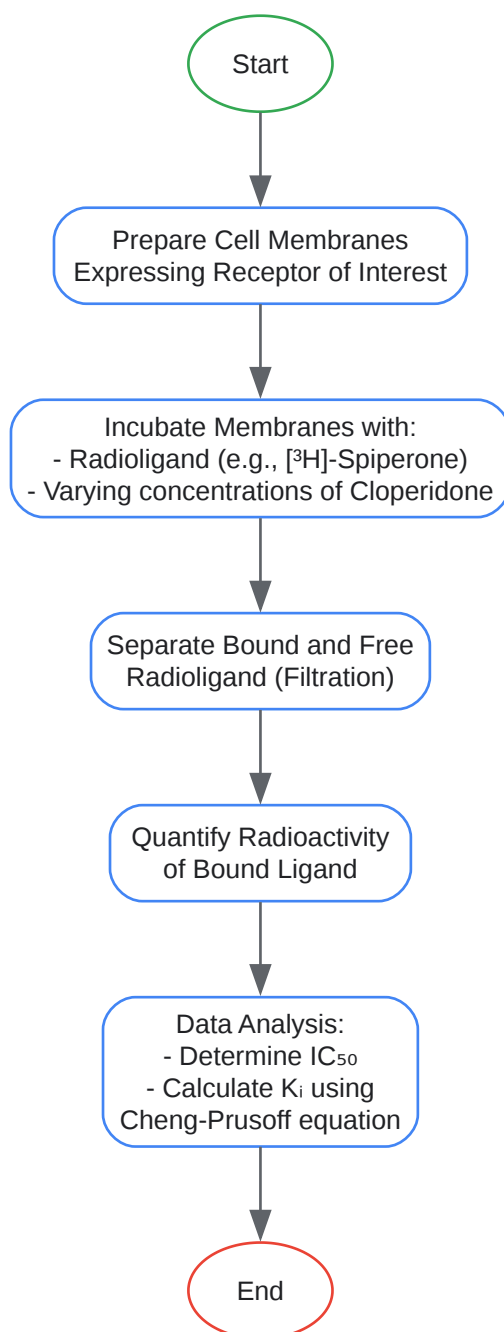 Start
Prepare Cell Membranes
Expressing Receptor of Interest
Incubate Membranes with:
- Radioligand (e.g., [³H]-Spiperone)
- Varying concentrations of Cloperidone
Separate Bound and Free
Radioligand (Filtration)
Quantify Radioactivity
of Bound Ligand
Data Analysis:
- Determine IC₅₀
- Calculate Kᵢ using
Cheng-Prusoff equation
End